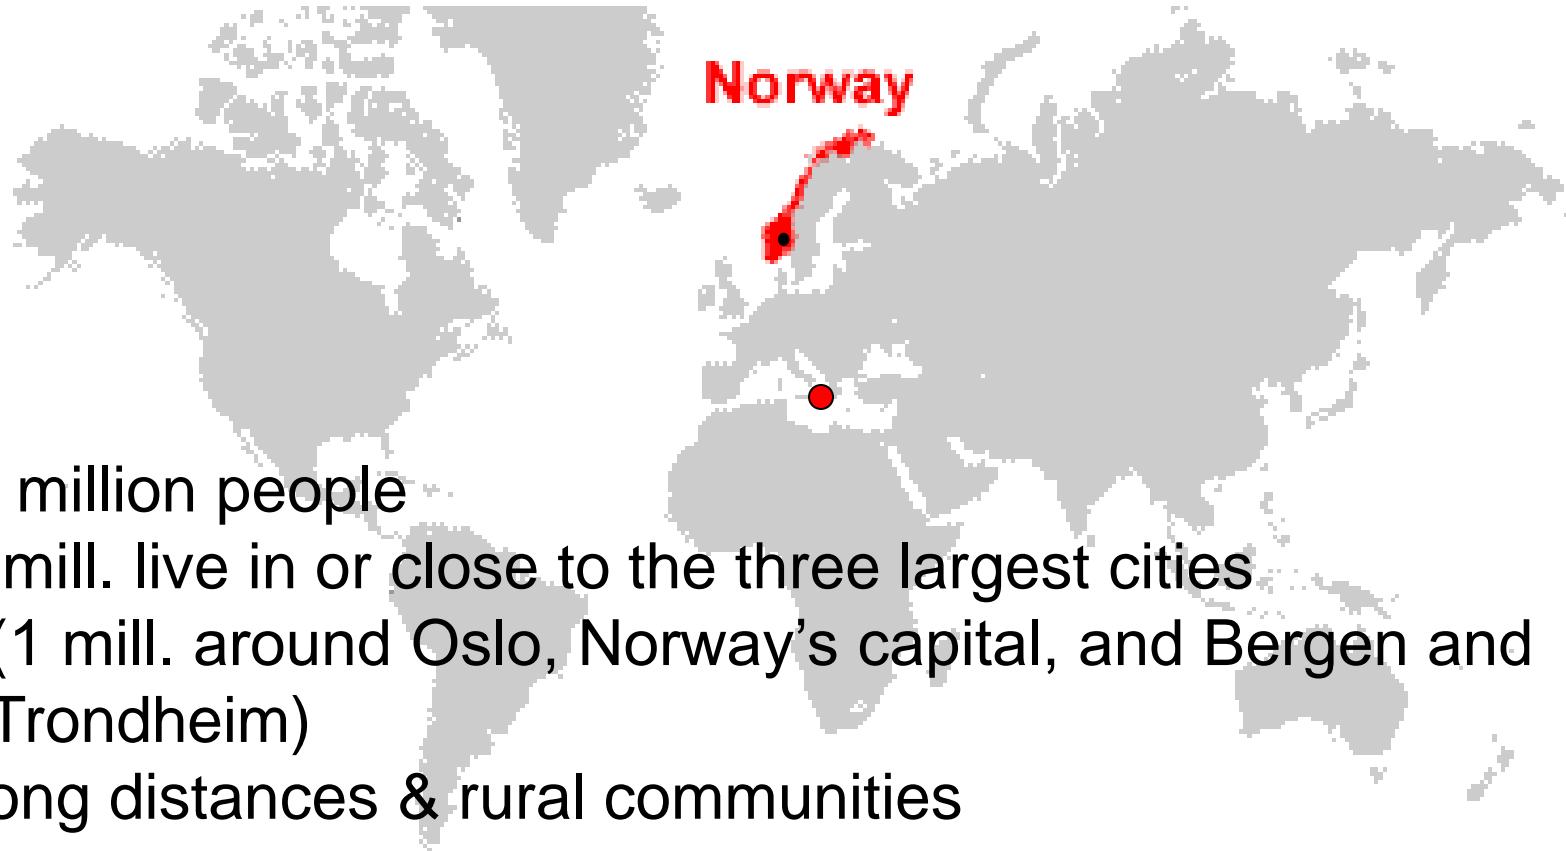 Norway
million people
mill. live in or close to the three largest cities
(1 mill. around Oslo, Norway’s capital, and Bergen and
Trondheim)
ong distances & rural communities